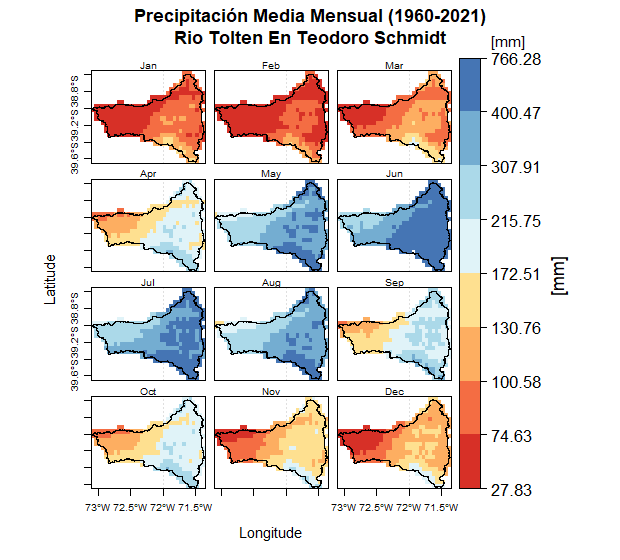 Precipitación Media Mensual (1960-2021)
Rio Tolten En Teodoro Schmidt
[mm]
Jan
Feb
Mar
39.6°S 39.2°S 38.8°S
Apr
May
Jun
Jul
Aug
Sep
39.6°S 39.2°S 38.8°S
Oct
Nov
Dec
73°W 72.5°W 72°W 71.5°W
73°W 72.5°W 72°W 71.5°W
Latitude
Longitude
766.28
400.47
307.91
215.75
172.51
130.76
100.58
74.63
27.83
[mm]